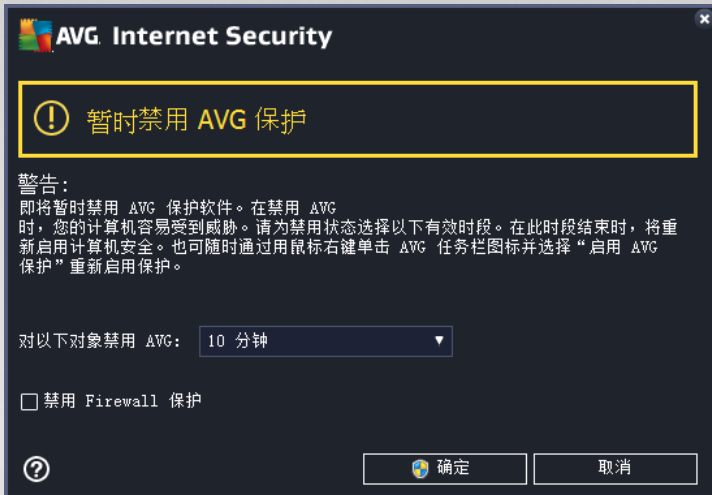 AVG. Internet Security
暂时禁用 AVG 保护
警告:
即将暂时禁用 AVG 保护软件。在禁用 AVG
时，您的计算机容易受到威胁。请为禁用状态选择以下有效时段。在此时段结束时，将重
新启用计算机安全。也可随时通过用鼠标右键单击 AVG 任务栏图标并选择“启用 AVG
保护”重新启用保护。
对以下对象禁用 AVG: 10 分钟
禁用 Firewall 保护
确定 取消